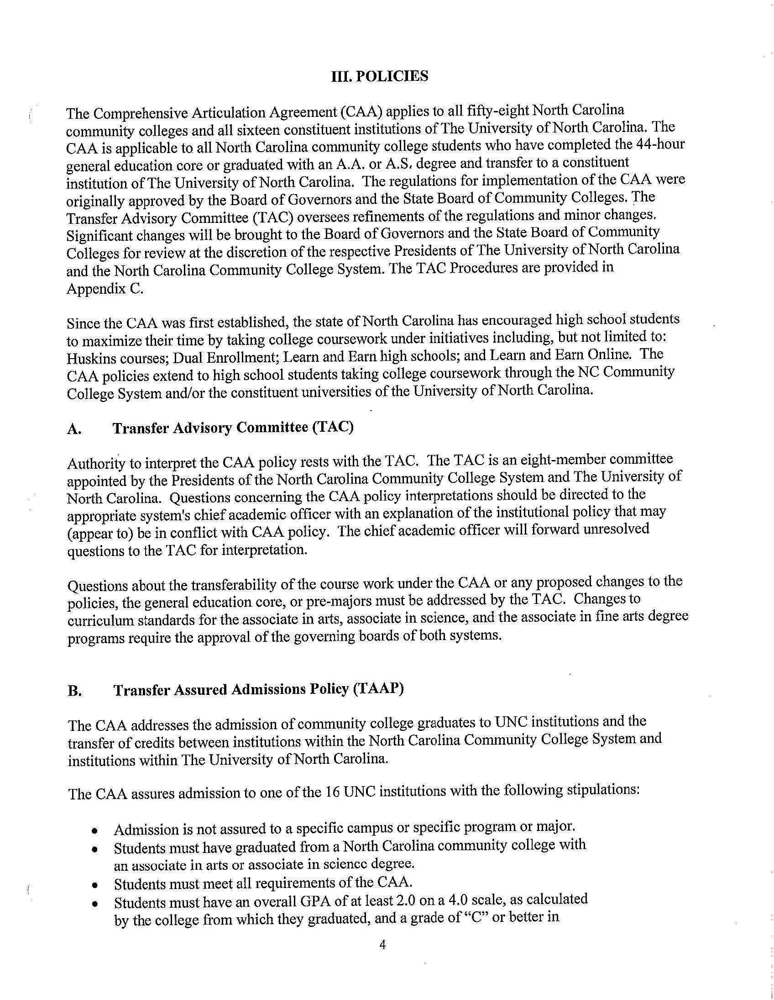 III. POLICIES
The Comprehensive Articulation Agreement (CAA) applies to all fifty-eight North Carolina
community colleges and all sixteen constituent institutions of The University of North Carolina. The
CAA is applicable to all North Carolina community college students who have completed the 44-hour
general education core or graduated with an A.A. or A.S. degree and transfer to a constituent
institution of The University of North Carolina.  The regulations for implementation of the CAA were
originally approved by the Board of Governors and the State Board of Community Colleges. The
Transfer Advisory Committee (TAC) oversees refinements of the regulations and minor changes.
Significant changes will be brought to the Board of Governors and the State Board of Community
Colleges for review at the discretion of the respective Presidents of The University of North Carolina
and the North Carolina Community College System. The TAC Procedures are provided in
Appendix C.
Since the CAA was first established, the state of North Carolina has encouraged high school students
to maximize their time by taking college coursework under initiatives including, but not limited to:
Huskins courses; Dual Enrollment; Learn and Earn high schools; and Learn and Earn Online.  The
CAA policies extend to high school students taking college coursework through the NC Community
College System and/or the constituent universities of the University of North Carolina.
A. Transfer Advisory Committee (TAC)
Authority to interpret the CAA policy rests with the TAC.  The TAC is an eight-member committee
appointed by the Presidents of the North Carolina Community College System and The University of
North Carolina.  Questions concerning the CAA policy interpretations should be directed to the
appropriate system's chief academic officer with an explanation of the institutional policy that may
(appear to) be in conflict with CAA policy.  The chief academic officer will forward unresolved
questions to the TAC for interpretation.
Questions about the transferability of the course work under the CAA or any proposed changes to the
policies, the general education core, or pre-majors must be addressed by the TAC.  Changes to
curriculum standards for the associate in arts, associate in science, and the associate in fine arts degree
programs require the approval of the governing boards of both systems.
B. Transfer Assured Admissions Policy (TAAP)
The CAA addresses the admission of community college graduates to UNC institutions and the
transfer of credits between institutions within the North Carolina Community College System and
institutions within The University of North Carolina.
The CAA assures admission to one of the 16 UNC institutions with the following stipulations:
• Admission is not assured to a specific campus or specific program or major.
• Students must have graduated from a North Carolina community college with
an associate in arts or associate in science degree.
• Students must meet all requirements of the CAA.
• Students must have an overall GPA of at least 2.0 on a 4.0 scale, as calculated
by the college from which they graduated, and a grade of “C” or better in
4